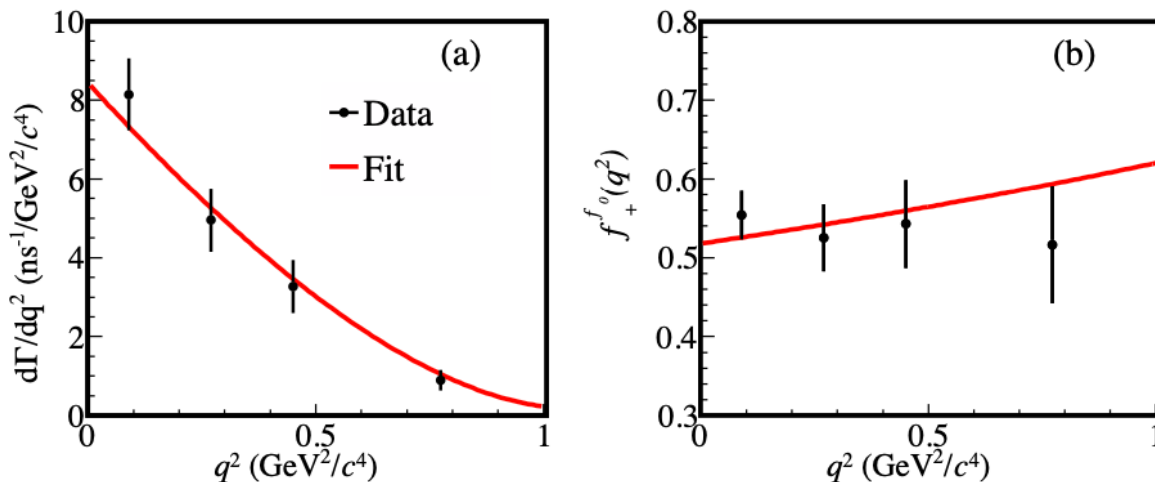 (a)
Data
Fit
10
8
6
4
2
0
0 0.5 1
q² (GeV²/c⁴)
dΓ/dq² (ns⁻¹/GeV²/c⁴)
(b)
0.8
0.7
0.6
0.5
0.4
0.3
0 0.5 1
q² (GeV²/c⁴)
f₊^f₀(q²)